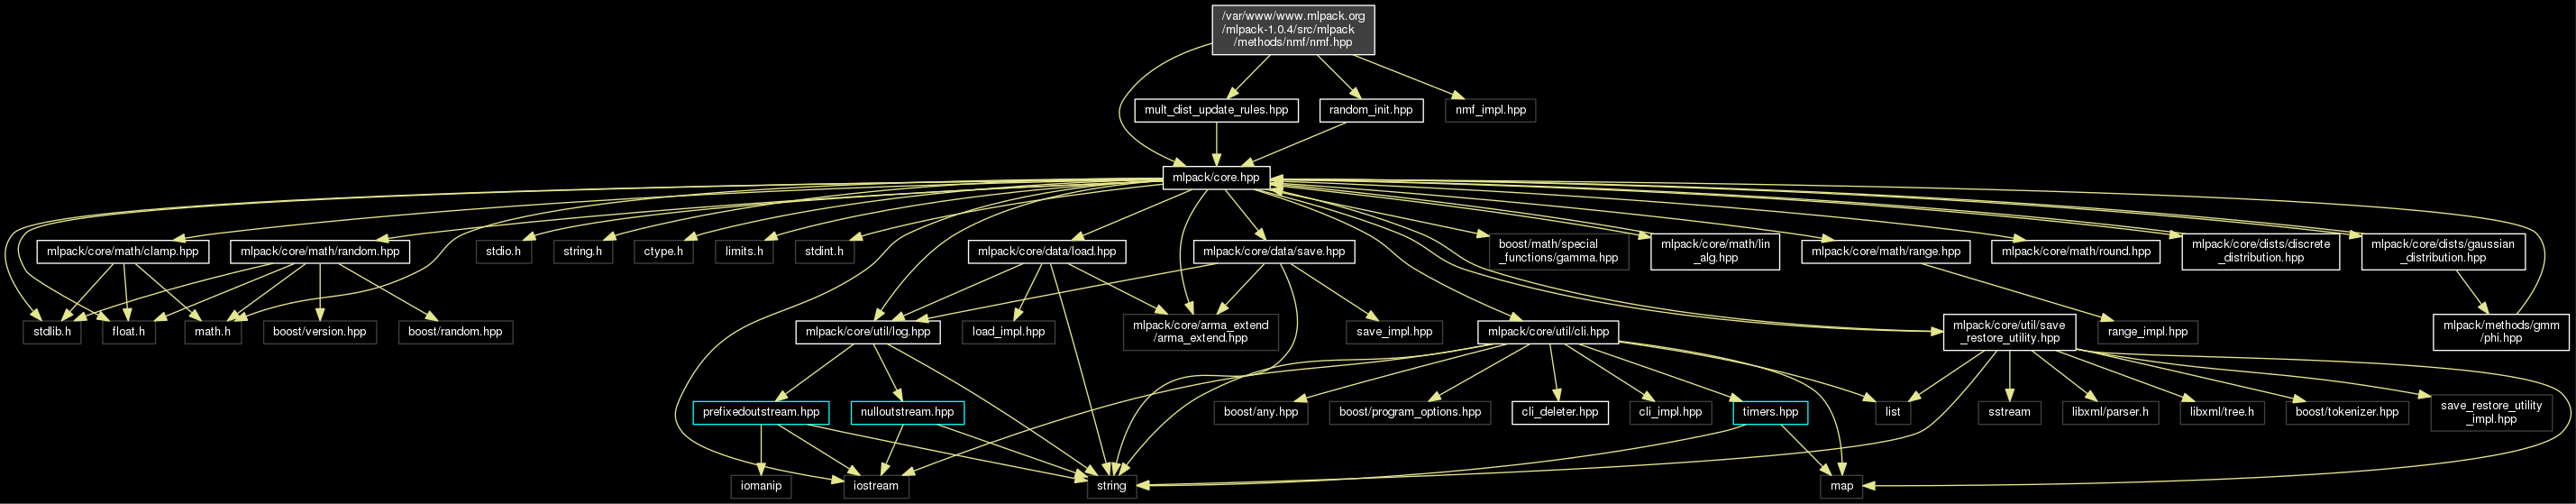 /var/www/www.mlpack.org
/mlpack-1.0.4/src/mlpack
/methods/nmf/nmf.hpp
mult_dist_update_rules.hpp
random_init.hpp
nmf_impl.hpp
mlpack/core.hpp
mlpack/core/math/clamp.hpp
mlpack/core/math/random.hpp
stdio.h
string.h
ctype.h
limits.h
stdint.h
mlpack/core/data/load.hpp
mlpack/core/data/save.hpp
boost/math/special
_functions/gamma.hpp
mlpack/core/math/lin
_alg.hpp
mlpack/core/math/range.hpp
mlpack/core/math/round.hpp
mlpack/core/dists/discrete
_distribution.hpp
mlpack/core/dists/gaussian
_distribution.hpp
stdlib.h
float.h
math.h
boost/version.hpp
boost/random.hpp
mlpack/core/util/log.hpp
load_impl.hpp
mlpack/core/arma_extend
/arma_extend.hpp
save_impl.hpp
mlpack/core/util/cli.hpp
mlpack/core/util/save
_restore_utility.hpp
range_impl.hpp
mlpack/methods/gmm
/phi.hpp
prefixedoutstream.hpp
nulloutstream.hpp
boost/any.hpp
boost/program_options.hpp
cli_deleter.hpp
cli_impl.hpp
timers.hpp
list
sstream
libxml/parser.h
libxml/tree.h
boost/tokenizer.hpp
save_restore_utility
_impl.hpp
iomanip
iostream
string
map